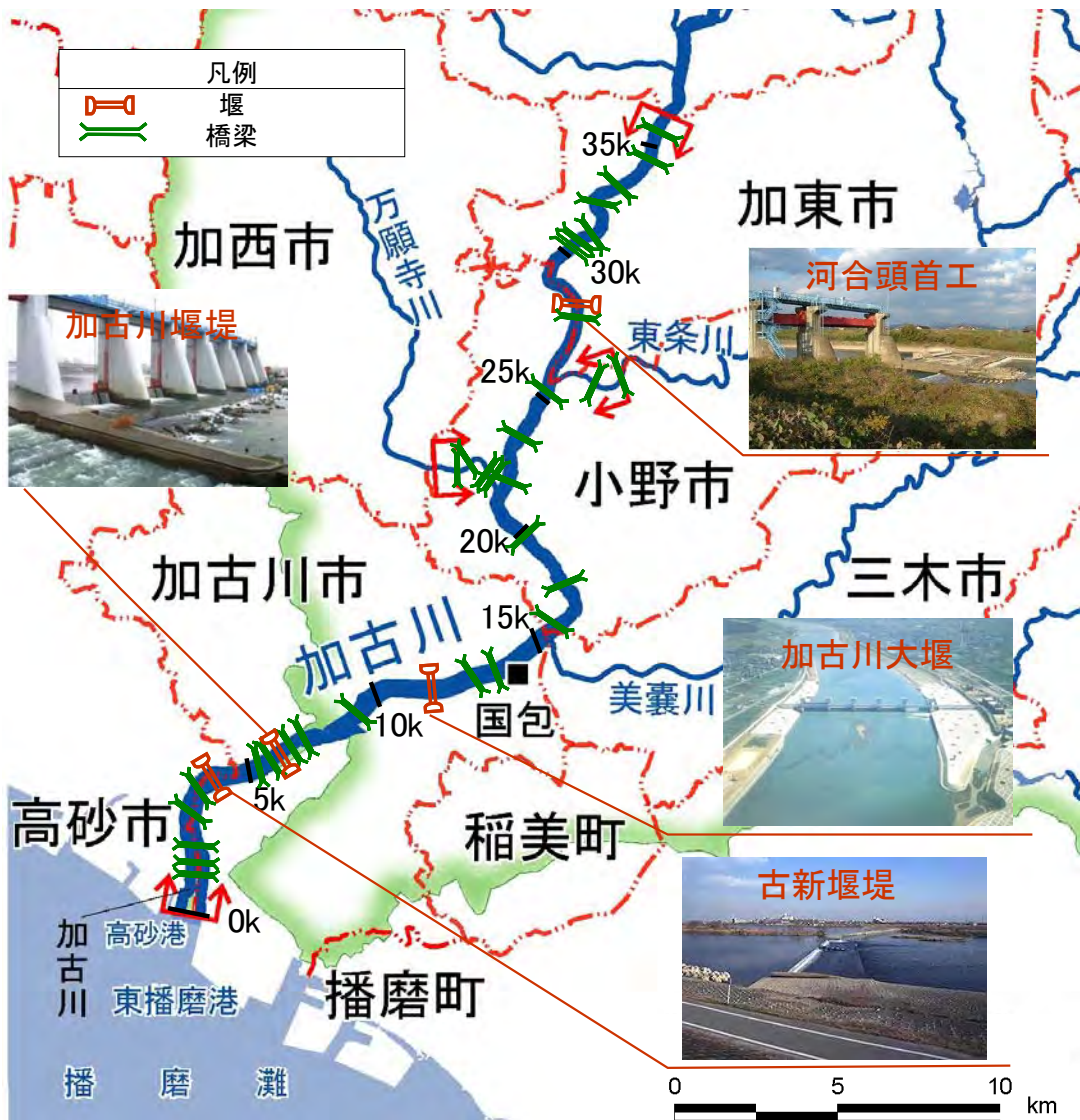 凡例
堰
橋梁
35k
加東市
万願寺川
加西市
30k
河合頭首工
加古川堰堤
東条川
25k
小野市
20k
加古川市
三木市
15k
加古川
加古川大堰
美嚢川
10k
国包
5k
高砂市
稲美町
古新堰堤
0k
加古川
高砂港
播磨町
東播磨港
播磨灘
0 5 10
km